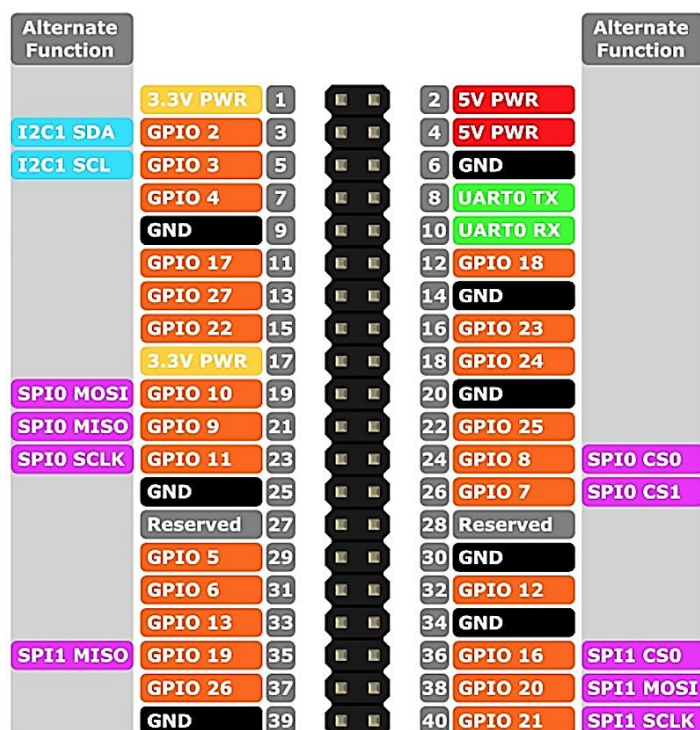 Alternate Function Alternate Function
3.3V PWR 1 2 5V PWR
I2C1 SDA GPIO 2 3 4 5V PWR
I2C1 SCL GPIO 3 5 6 GND
GPIO 4 7 8 UART0 TX
GND 9 10 UART0 RX
GPIO 17 11 12 GPIO 18
GPIO 27 13 14 GND
GPIO 22 15 16 GPIO 23
3.3V PWR 17 18 GPIO 24
SPI0 MOSI GPIO 10 19 20 GND
SPI0 MISO GPIO 9 21 22 GPIO 25
SPI0 SCLK GPIO 11 23 24 GPIO 8 SPI0 CS0
GND 25 26 GPIO 7 SPI0 CS1
Reserved 27 28 Reserved
GPIO 5 29 30 GND
GPIO 6 31 32 GPIO 12
GPIO 13 33 34 GND
SPI1 MISO GPIO 19 35 36 GPIO 16 SPI1 CS0
GPIO 26 37 38 GPIO 20 SPI1 MOSI
GND 39 40 GPIO 21 SPI1 SCLK